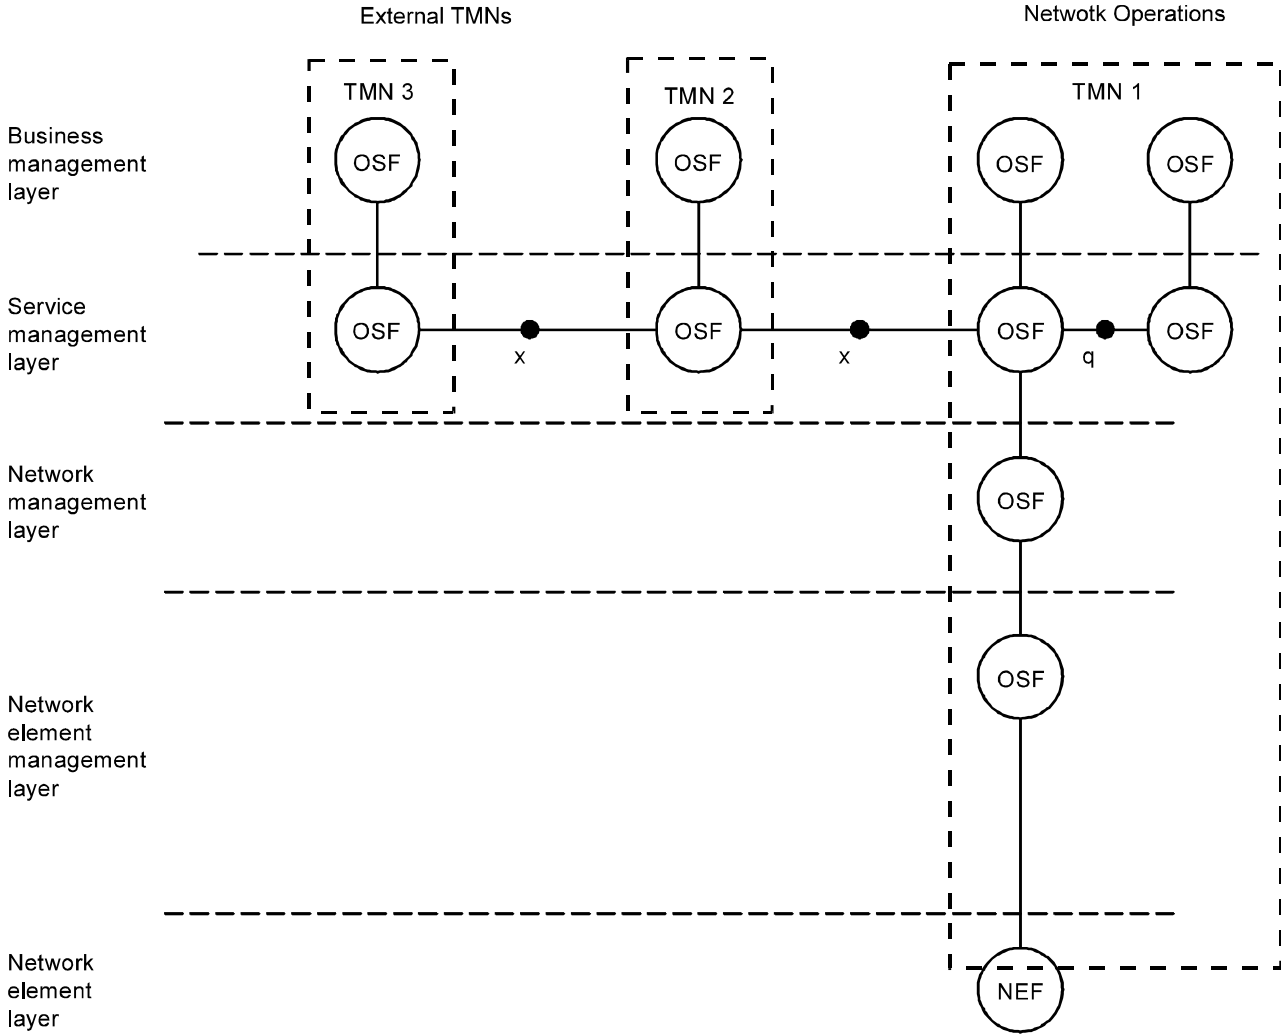 External TMNs
Netwotk Operations
TMN 3
TMN 2
TMN 1
Business
management
layer
OSF
OSF
OSF
OSF
Service
management
layer
OSF
OSF
OSF
OSF
x
x
q
Network
management
layer
OSF
Network
element
management
layer
OSF
Network
element
layer
NEF